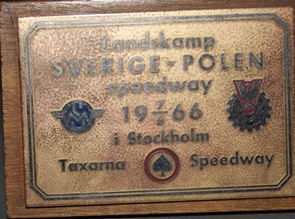 Landskamp
SVERIGE-POLEN
speedway
19 7/6 66
i Stockholm
Taxarna Speedway